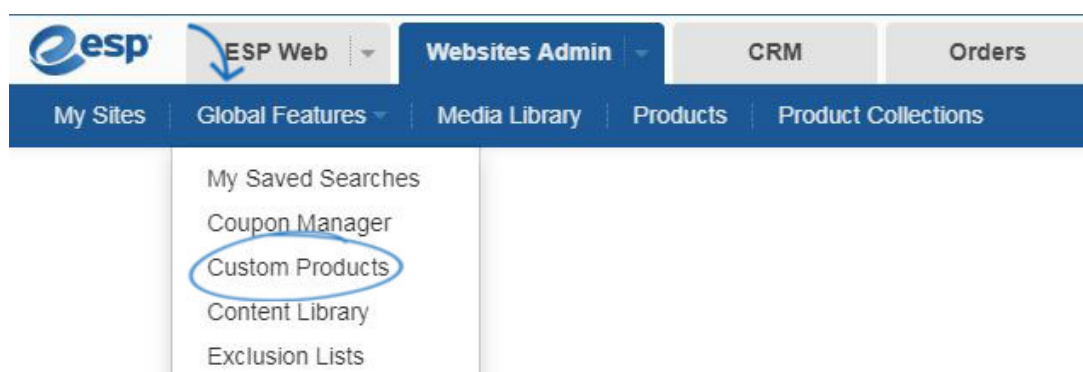 esp ESP Web Websites Admin CRM Orders
My Sites Global Features Media Library Products Product Collections
My Saved Searches
Coupon Manager
Custom Products
Content Library
Exclusion Lists